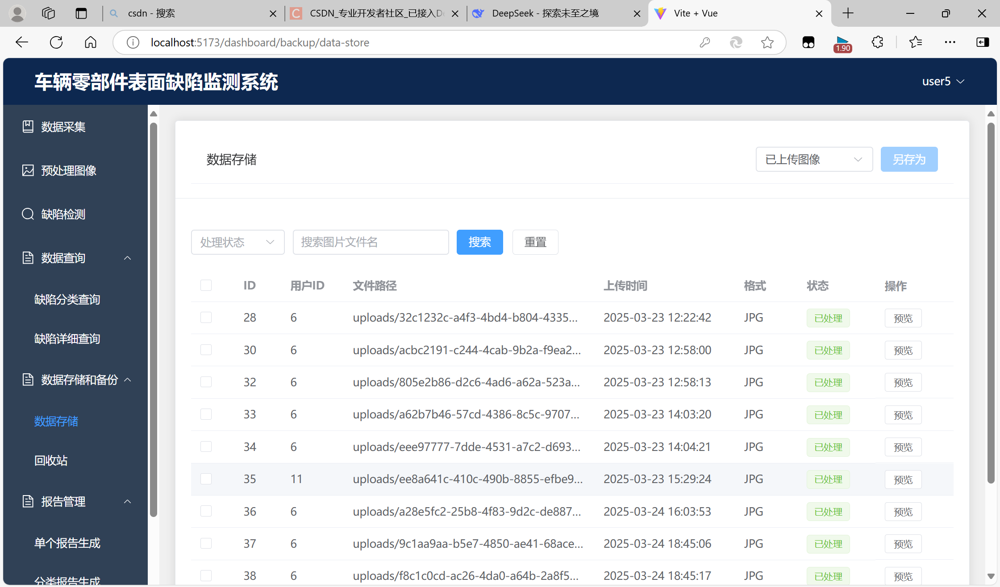 csdn - 搜索
CSDN_专业开发者社区_已接入D
DeepSeek - 探索未至之境
Vite + Vue
localhost:5173/dashboard/backup/data-store
1.90
车辆零部件表面缺陷监测系统
user5
数据采集
预处理图像
缺陷检测
数据查询
缺陷分类查询
缺陷详细查询
数据存储和备份
数据存储
回收站
报告管理
单个报告生成
分类报告生成
数据存储
已上传图像
另存为
处理状态
搜索图片文件名
搜索
重置
ID 用户ID 文件路径 上传时间 格式 状态 操作
28 6 uploads/32c1232c-a4f3-4bd4-b804-4335... 2025-03-23 12:22:42 JPG 已处理 预览
30 6 uploads/acbc2191-c244-4cab-9b2a-f9ea2... 2025-03-23 12:58:00 JPG 已处理 预览
32 6 uploads/805e2b86-d2c6-4ad6-a62a-523a... 2025-03-23 12:58:13 JPG 已处理 预览
33 6 uploads/a62b7b46-57cd-4386-8c5c-9707... 2025-03-23 14:03:20 JPG 已处理 预览
34 6 uploads/eee97777-7dde-4531-a7c2-d693... 2025-03-23 14:04:21 JPG 已处理 预览
35 11 uploads/ee8a641c-410c-490b-8855-efbe9... 2025-03-23 15:29:24 JPG 已处理 预览
36 6 uploads/a28e5fc2-25b8-4f83-9d2c-de887... 2025-03-24 16:03:53 JPG 已处理 预览
37 6 uploads/9c1aa9aa-b5e7-4850-ae41-68ace... 2025-03-24 18:45:06 JPG 已处理 预览
38 6 uploads/f8c1c0cd-ac26-4da0-a64b-2a8f5... 2025-03-24 18:45:17 JPG 已处理 预览